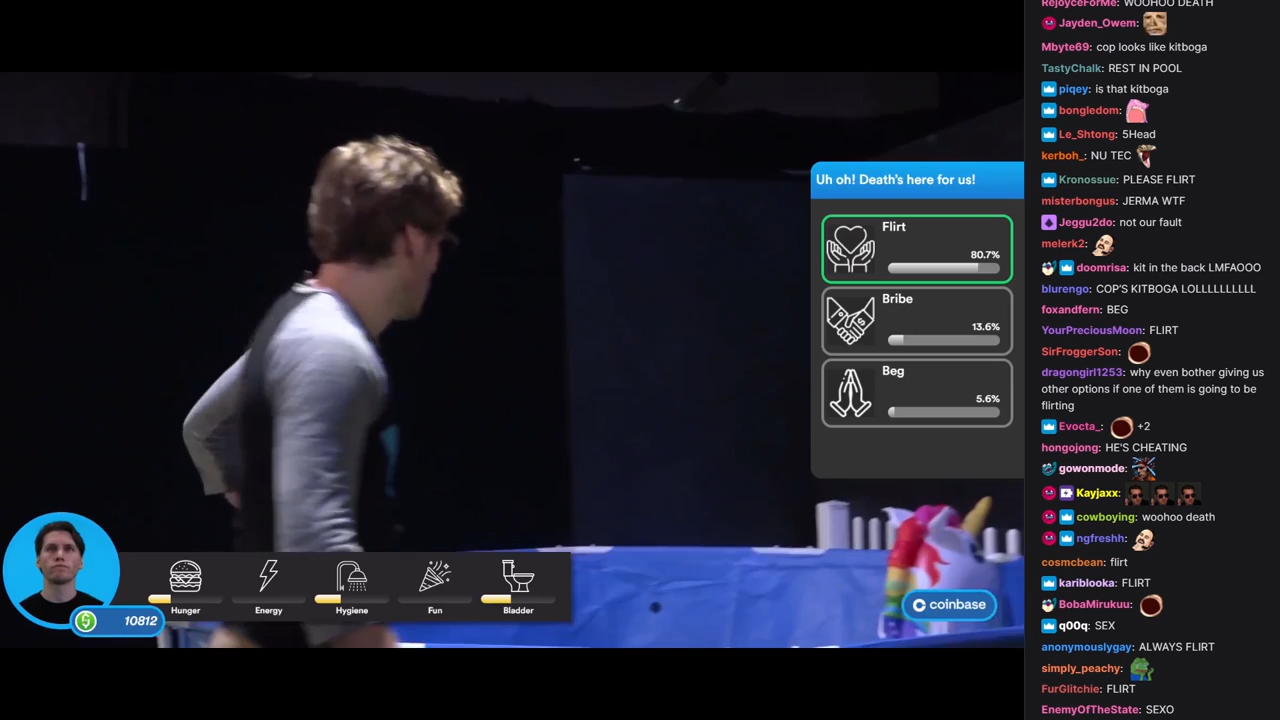 Uh oh! Death's here for us!
Flirt
80.7%
Bribe
13.6%
Beg
5.6%
Hunger
Energy
Hygiene
Fun
Bladder
10812
coinbase
RejoyceForMe: WOOHOO DEATH
Jayden_Owem:
Mbyte69: cop looks like kitboga
TastyChalk: REST IN POOL
piqey: is that kitboga
bongledom:
Le_Shtong: 5Head
kerboh_: NU TEC
Kronossue: PLEASE FLIRT
misterbongus: JERMA WTF
Jeggu2do: not our fault
melerk2:
doomrisa: kit in the back LMFAOOO
blurengo: COP'S KITBOGA LOLLLLLLLLL
foxandfern: BEG
YourPreciousMoon: FLIRT
SirFroggerSon:
dragongirl1253: why even bother giving us
other options if one of them is going to be
flirting
Evocta_: +2
hongojong: HE'S CHEATING
gowonmode:
Kayjaxx:
cowboying: woohoo death
ngfreshh:
cosmcbean: flirt
kariblooka: FLIRT
BobaMirukuu:
q00q: SEX
anonymouslygay: ALWAYS FLIRT
simply_peachy:
FurGlitchie: FLIRT
EnemyOfTheState: SEXO